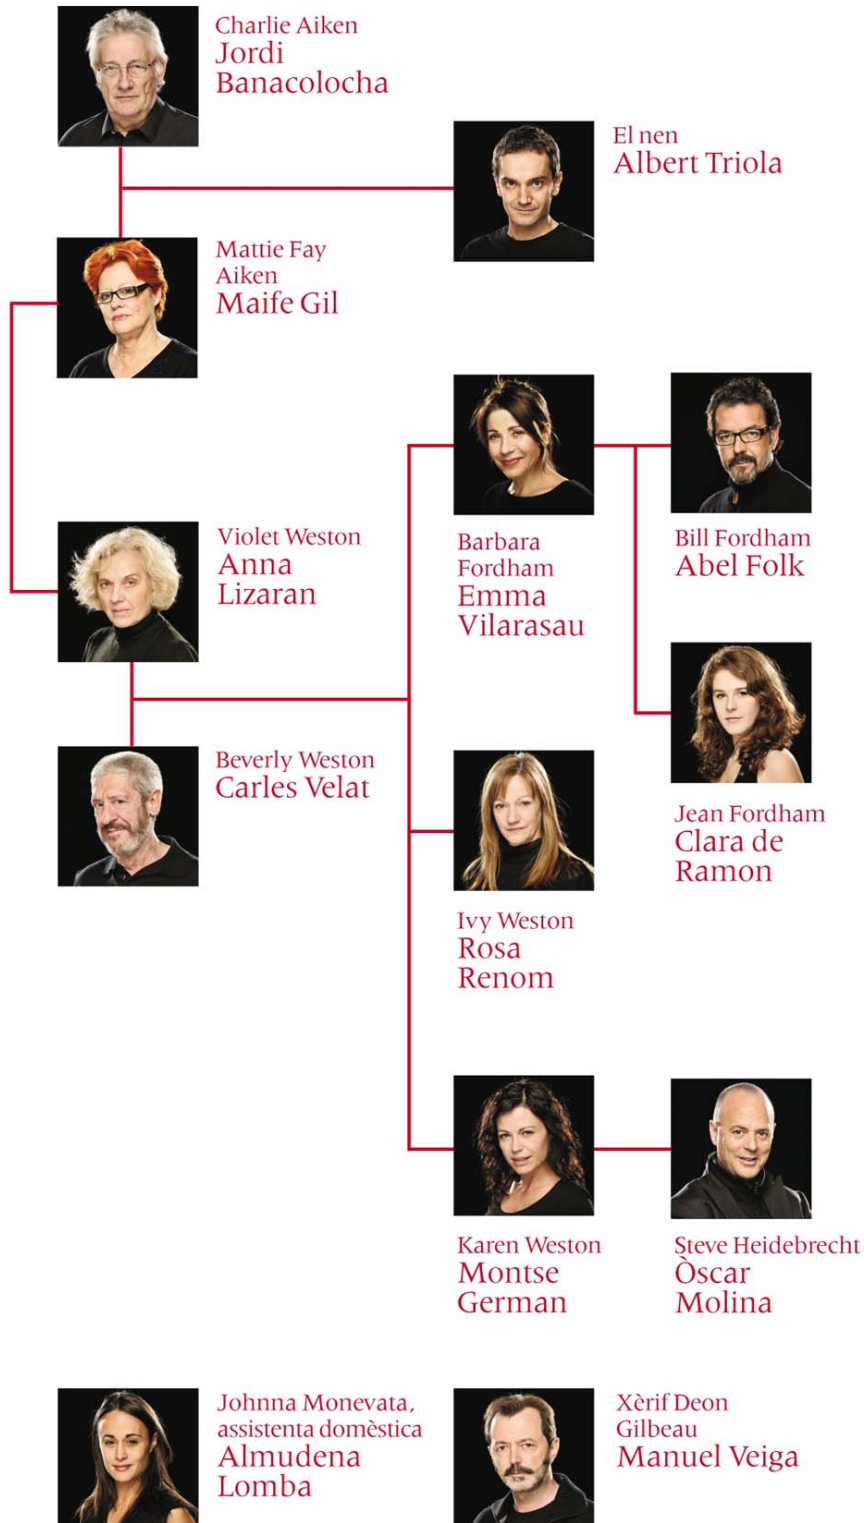 Charlie Aiken
Jordi
Banacolocha
El nen
Albert Triola
Mattie Fay
Aiken
Maife Gil
Violet Weston
Anna
Lizaran
Barbara
Fordham
Emma
Vilarasau
Bill Fordham
Abel Folk
Beverly Weston
Carles Velat
Jean Fordham
Clara de
Ramon
Ivy Weston
Rosa
Renom
Karen Weston
Montse
German
Steve Heidebrecht
Òscar
Molina
Johnna Monevata,
assistenta domèstica
Almudena
Lomba
Xèrif Deon
Gilbeau
Manuel Veiga